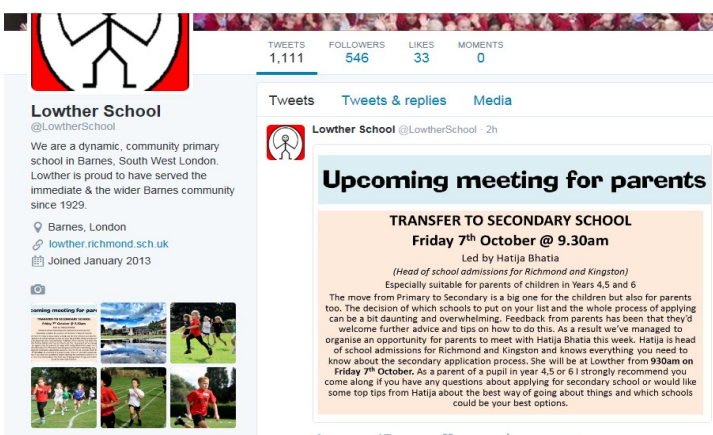 TWEETS FOLLOWERS LIKES MOMENTS
1,111 546 33 0
Lowther School
@LowtherSchool
We are a dynamic, community primary
school in Barnes, South West London.
Lowther is proud to have served the
immediate & the wider Barnes community
since 1929.
Barnes, London
lowther.richmond.sch.uk
Joined January 2013
Tweets Tweets & replies Media
Lowther School @LowtherSchool · 2h
Upcoming meeting for parents
TRANSFER TO SECONDARY SCHOOL
Friday 7th October @ 9.30am
Led by Hatija Bhatia
(Head of school admissions for Richmond and Kingston)
Especially suitable for parents of children in Years 4,5 and 6
The move from Primary to Secondary is a big one for the children but also for parents
too. The decision of which schools to put on your list and the whole process of applying
can be a bit daunting and overwhelming. Feedback from parents has been that they'd
welcome further advice and tips on how to do this. As a result we've managed to
organise an opportunity for parents to meet with Hatija Bhatia this week. Hatija is head
of school admissions for Richmond and Kingston and knows everything you need to
know about the secondary application process. She will be at Lowther from 930am on
Friday 7th October. As a parent of a pupil in year 4,5 or 6 I strongly recommend you
come along if you have any questions about applying for secondary school or would like
some top tips from Hatija about the best way of going about things and which schools
could be your best options.